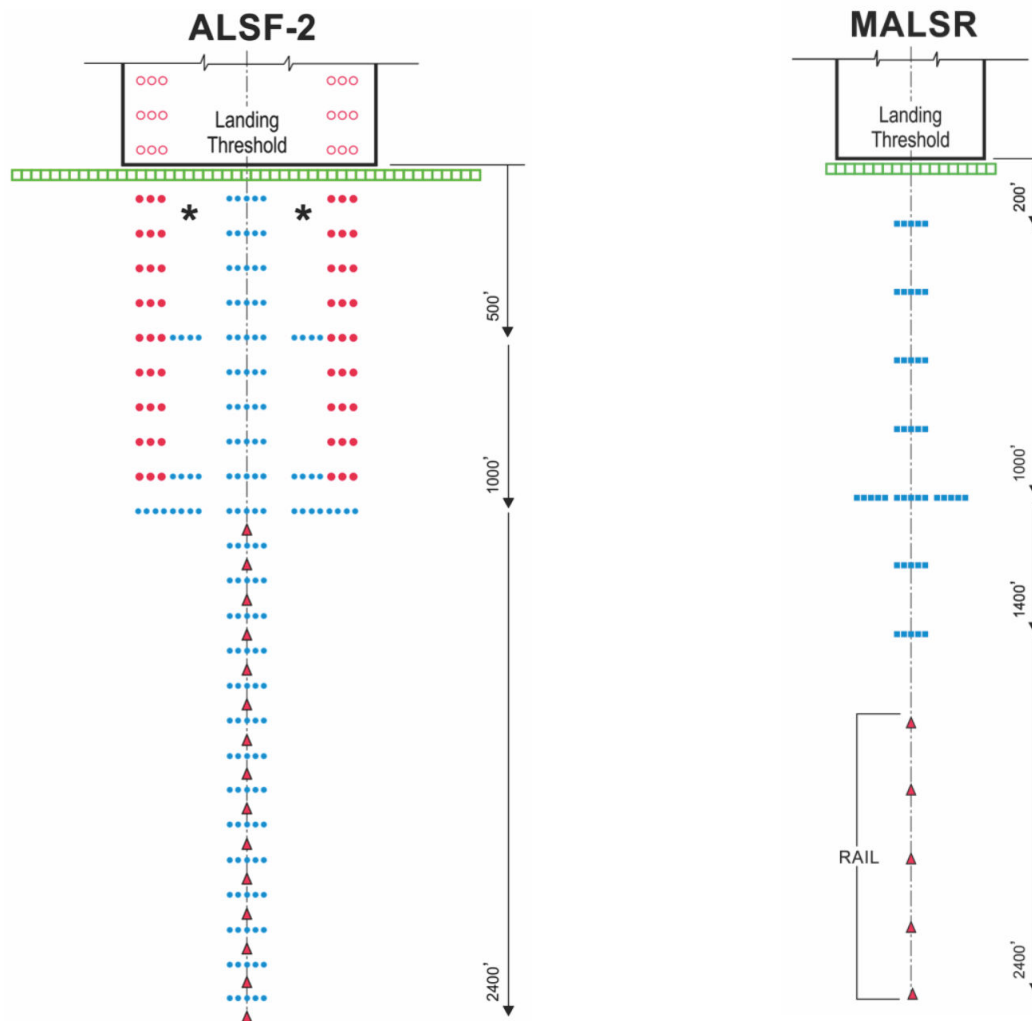 ALSF-2
Landing
Threshold
*
*
500'
1000'
2400'
MALSR
Landing
Threshold
200'
1000'
1400'
RAIL
2400'